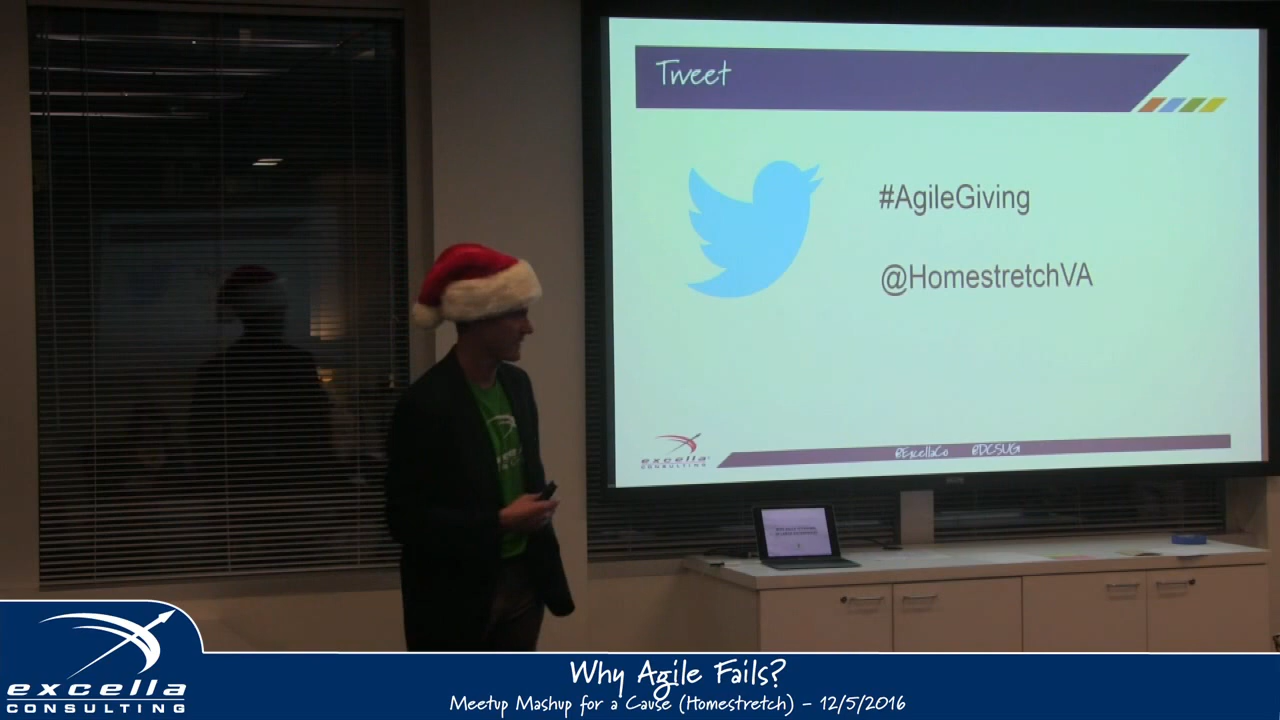 Tweet
#AgileGiving
@HomestretchVA
excella
CONSULTING
@ExcellaCo @DCSUG
excella
CONSULTING
Why Agile Fails?
Meetup Mashup for a Cause (Homestretch) - 12/5/2016